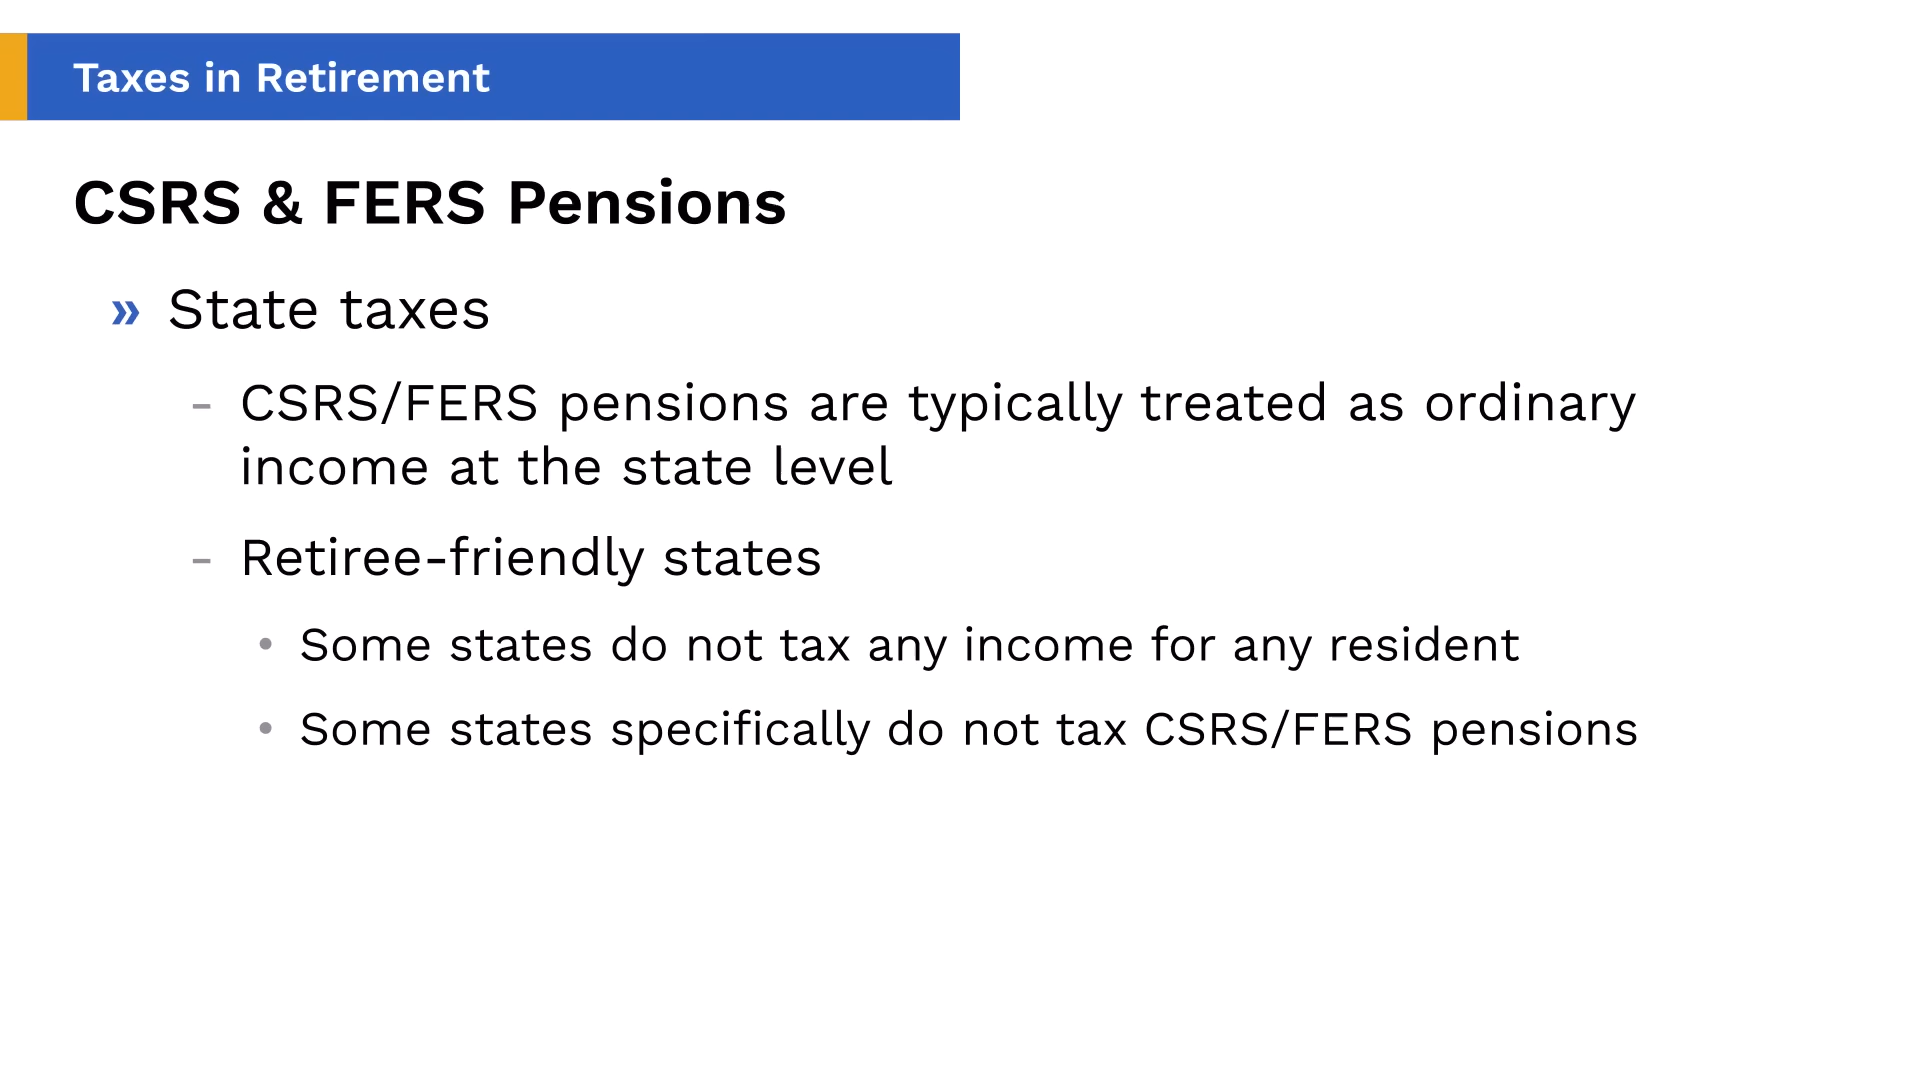 Taxes in Retirement
CSRS & FERS Pensions
» State taxes
- CSRS/FERS pensions are typically treated as ordinary
income at the state level
- Retiree-friendly states
• Some states do not tax any income for any resident
• Some states specifically do not tax CSRS/FERS pensions